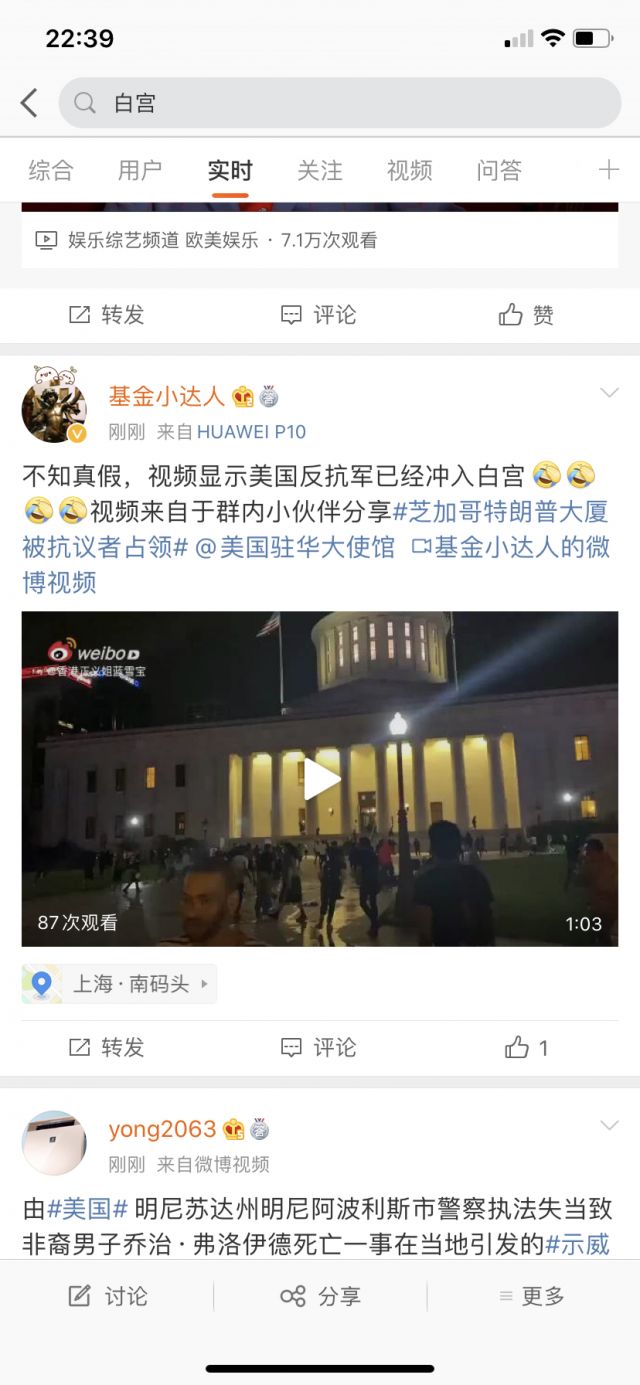 22:39
白宫
综合 用户 实时 关注 视频 问答
娱乐综艺频道 欧美娱乐 · 7.1万次观看
转发 评论 赞
基金小达人
刚刚 来自 HUAWEI P10
不知真假，视频显示美国反抗军已经冲入白宫
视频来自于群内小伙伴分享#芝加哥特朗普大厦
被抗议者占领# @美国驻华大使馆 基金小达人的微
博视频
weibo
@香港正义姐蓝雪宝
87次观看 1:03
上海 · 南码头
转发 评论 1
yong2063
刚刚 来自微博视频
由#美国# 明尼苏达州明尼阿波利斯市警察执法失当致
非裔男子乔治 · 弗洛伊德死亡一事在当地引发的#示威
讨论 分享 更多